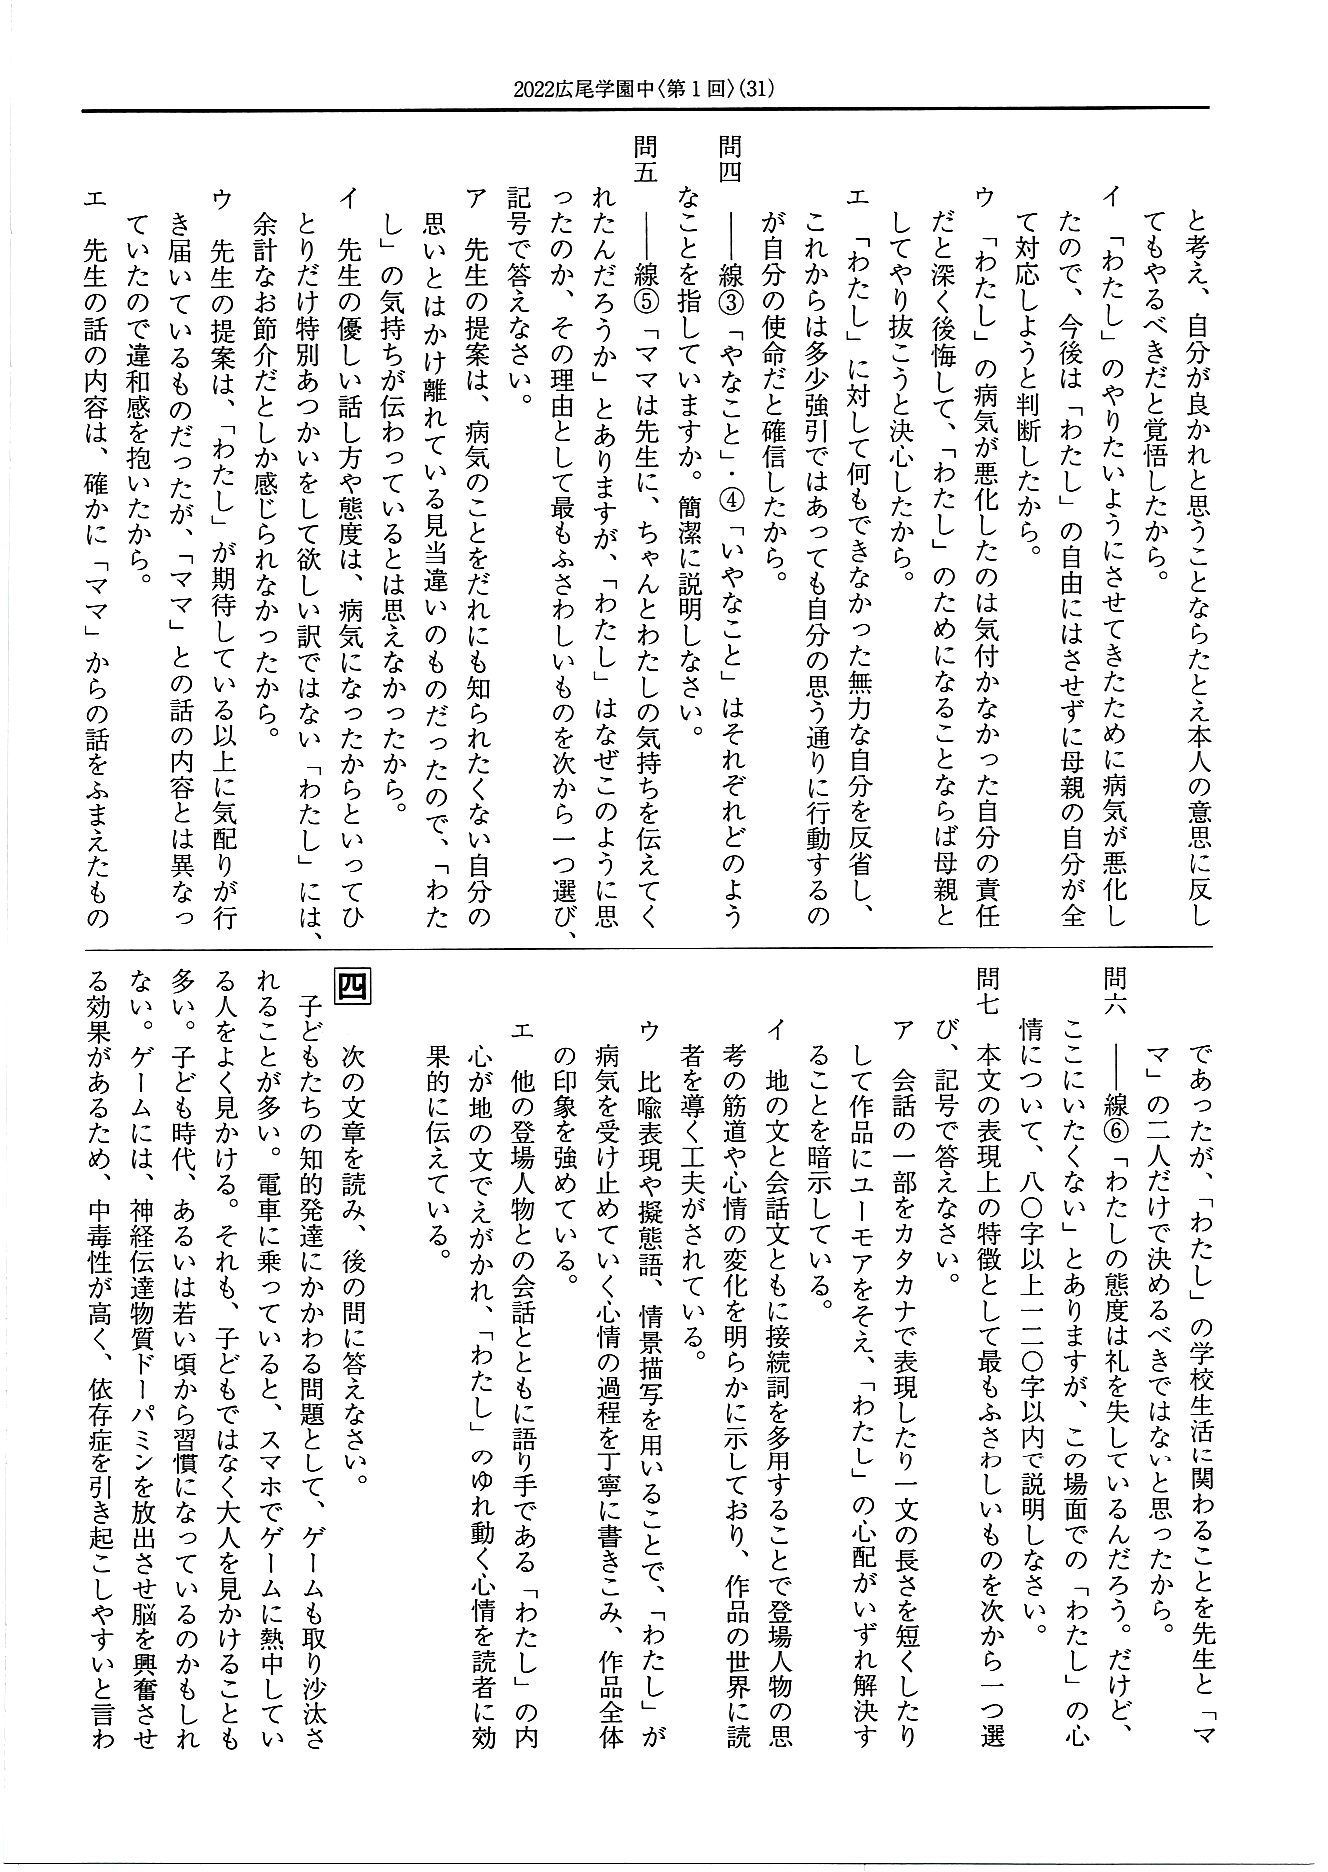 2022広尾学園中〈第1回〉(31)
と考え、自分が良かれと思うことならたとえ本人の意思に反し
てもやるべきだと覚悟したから。
イ 「わたし」のやりたいようにさせてきたために病気が悪化し
たので、今後は「わたし」の自由にはさせずに母親の自分が全
て対応しようと判断したから。
ウ 「わたし」の病気が悪化したのは気付かなかった自分の責任
だと深く後悔して、「わたし」のためになることならば母親と
してやり抜こうと決心したから。
エ 「わたし」に対して何もできなかった無力な自分を反省し、
これからは多少強引ではあっても自分の思う通りに行動するの
が自分の使命だと確信したから。
問四 ――線③「やなこと」・④「いやなこと」はそれぞれどのよう
なことを指していますか。簡潔に説明しなさい。
問五 ――線⑤「ママは先生に、ちゃんとわたしの気持ちを伝えてく
れたんだろうか」とありますが、「わたし」はなぜこのように思
ったのか、その理由として最もふさわしいものを次から一つ選び、
記号で答えなさい。
ア 先生の提案は、病気のことをだれにも知られたくない自分の
思いとはかけ離れている見当違いのものだったので、「わた
し」の気持ちが伝わっているとは思えなかったから。
イ 先生の優しい話し方や態度は、病気になったからといってひ
とりだけ特別あつかいをして欲しい訳ではない「わたし」には、
余計なお節介だとしか感じられなかったから。
ウ 先生の提案は、「わたし」が期待している以上に気配りが行
き届いているものだったが、「ママ」との話の内容とは異なっ
ていたので違和感を抱いたから。
エ 先生の話の内容は、確かに「ママ」からの話をふまえたもの
であったが、「わたし」の学校生活に関わることを先生と「マ
マ」の二人だけで決めるべきではないと思ったから。
問六 ――線⑥「わたしの態度は礼を失しているんだろう。だけど、
ここにいたくない」とありますが、この場面での「わたし」の心
情について、八〇字以上一二〇字以内で説明しなさい。
問七 本文の表現上の特徴として最もふさわしいものを次から一つ選
び、記号で答えなさい。
ア 会話の一部をカタカナで表現したり一文の長さを短くしたり
して作品にユーモアをそえ、「わたし」の心配がいずれ解決す
ることを暗示している。
イ 地の文と会話文ともに接続詞を多用することで登場人物の思
考の筋道や心情の変化を明らかに示しており、作品の世界に読
者を導く工夫がされている。
ウ 比喩表現や擬態語、情景描写を用いることで、「わたし」が
病気を受け止めていく心情の過程を丁寧に書きこみ、作品全体
の印象を強めている。
エ 他の登場人物との会話とともに語り手である「わたし」の内
心が地の文でえがかれ、「わたし」のゆれ動く心情を読者に効
果的に伝えている。
四 次の文章を読み、後の問に答えなさい。
子どもたちの知的発達にかかわる問題として、ゲームも取り沙汰さ
れることが多い。電車に乗っていると、スマホでゲームに熱中してい
る人をよく見かける。それも、子どもではなく大人を見かけることも
多い。子ども時代、あるいは若い頃から習慣になっているのかもしれ
ない。ゲームには、神経伝達物質ドーパミンを放出させ脳を興奮させ
る効果があるため、中毒性が高く、依存症を引き起こしやすいと言わ